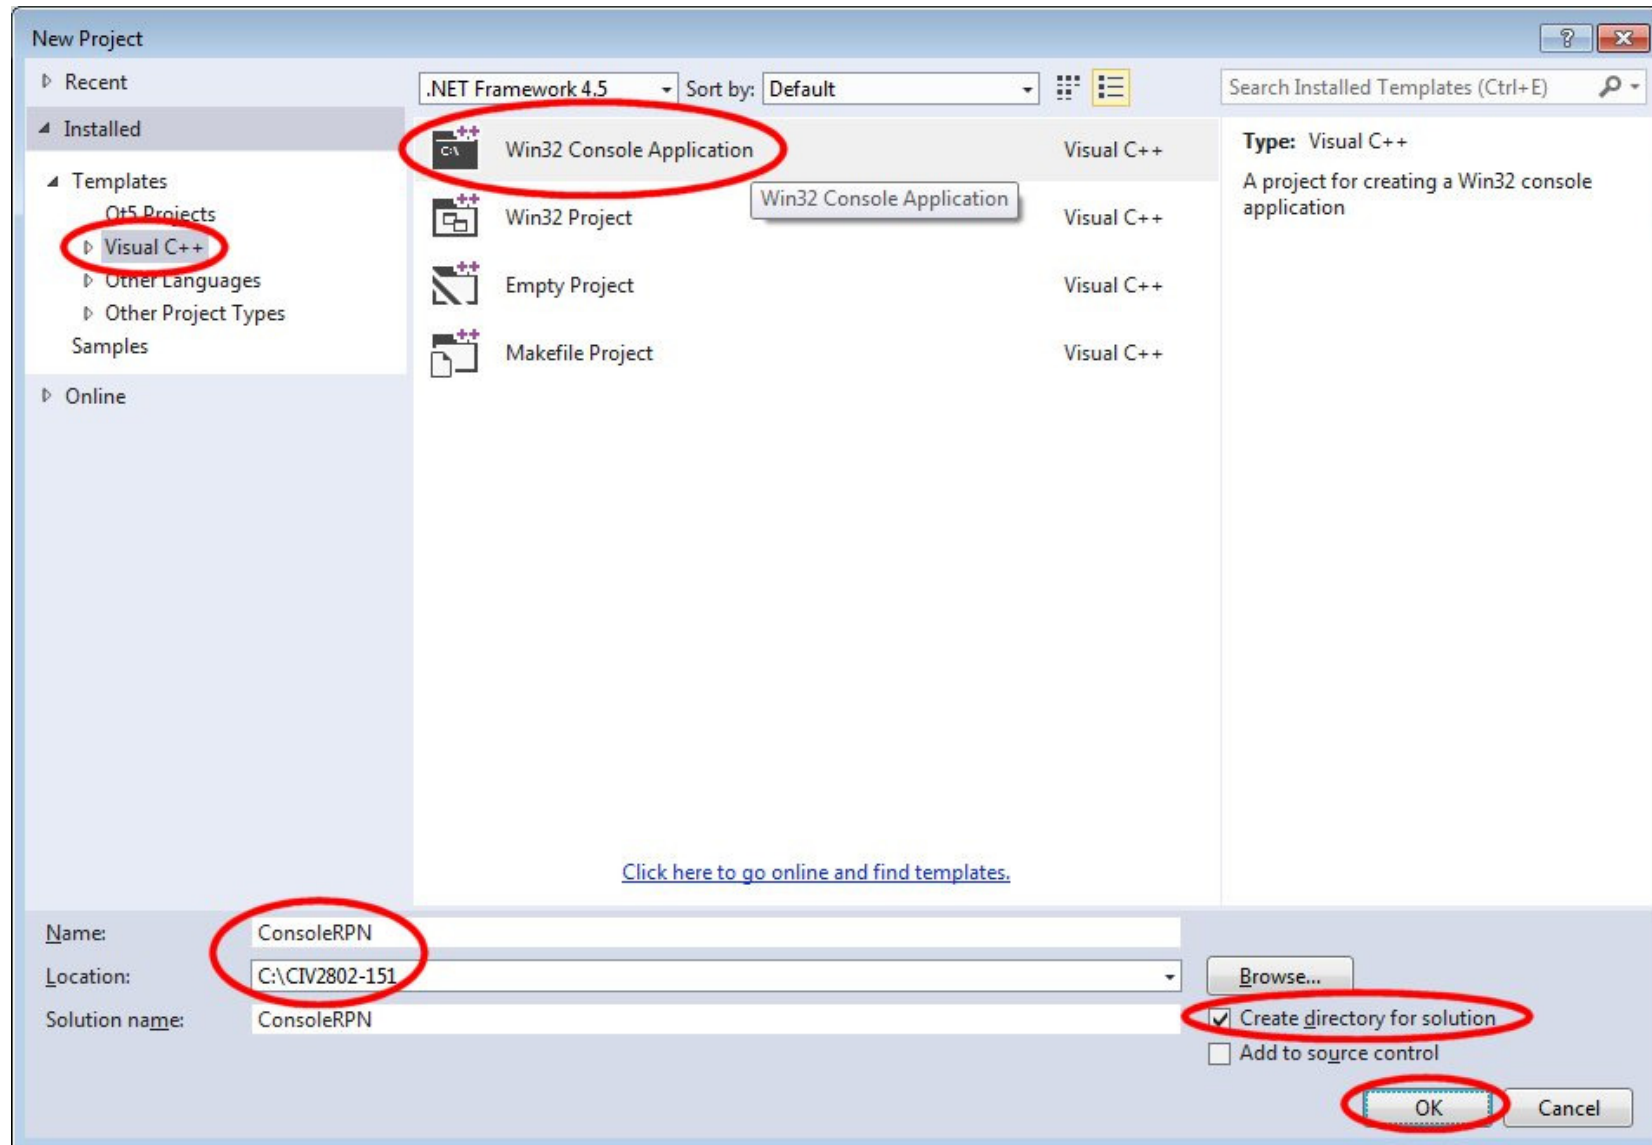 New Project
Recent
Installed
Templates
Qt5 Projects
Visual C++
Other Languages
Other Project Types
Samples
Online
.NET Framework 4.5 Sort by: Default
Win32 Console Application Visual C++
Win32 Console Application
Win32 Project Visual C++
Empty Project Visual C++
Makefile Project Visual C++
Click here to go online and find templates.
Search Installed Templates (Ctrl+E)
Type: Visual C++
A project for creating a Win32 console
application
Name: ConsoleRPN
Location: C:\CIV2802-151 Browse...
Solution name: ConsoleRPN Create directory for solution
Add to source control
OK Cancel